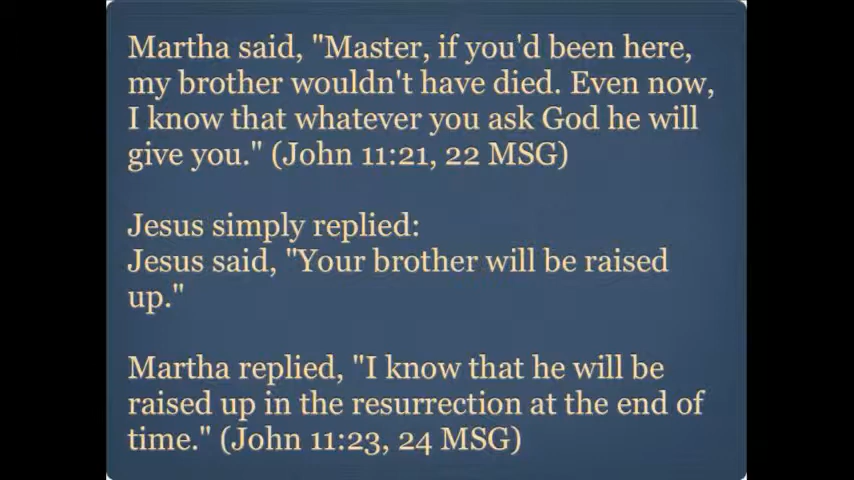 Martha said, "Master, if you'd been here,
my brother wouldn't have died. Even now,
I know that whatever you ask God he will
give you." (John 11:21, 22 MSG)
Jesus simply replied:
Jesus said, "Your brother will be raised
up."
Martha replied, "I know that he will be
raised up in the resurrection at the end of
time." (John 11:23, 24 MSG)